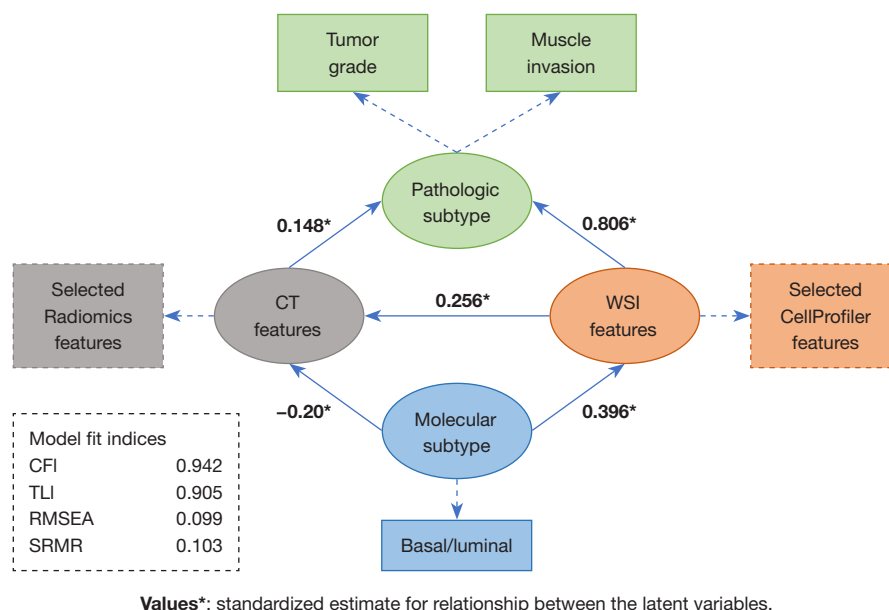 Tumor
grade
Muscle
invasion
Pathologic
subtype
0.148*
0.806*
Selected
Radiomics
features
CT
features
0.256*
WSI
features
Selected
CellProfiler
features
–0.20*
Molecular
subtype
0.396*
Model fit indices
CFI 0.942
TLI 0.905
RMSEA 0.099
SRMR 0.103
Basal/luminal
Values*: standardized estimate for relationship between the latent variables.